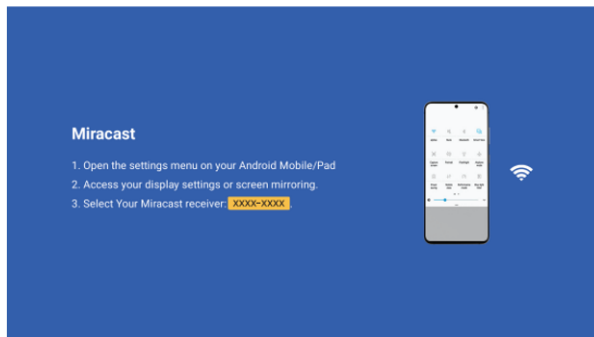 Miracast
1. Open the settings menu on your Android Mobile/Pad
2. Access your display settings or screen mirroring.
3. Select Your Miracast receiver: XXXX-XXXX.